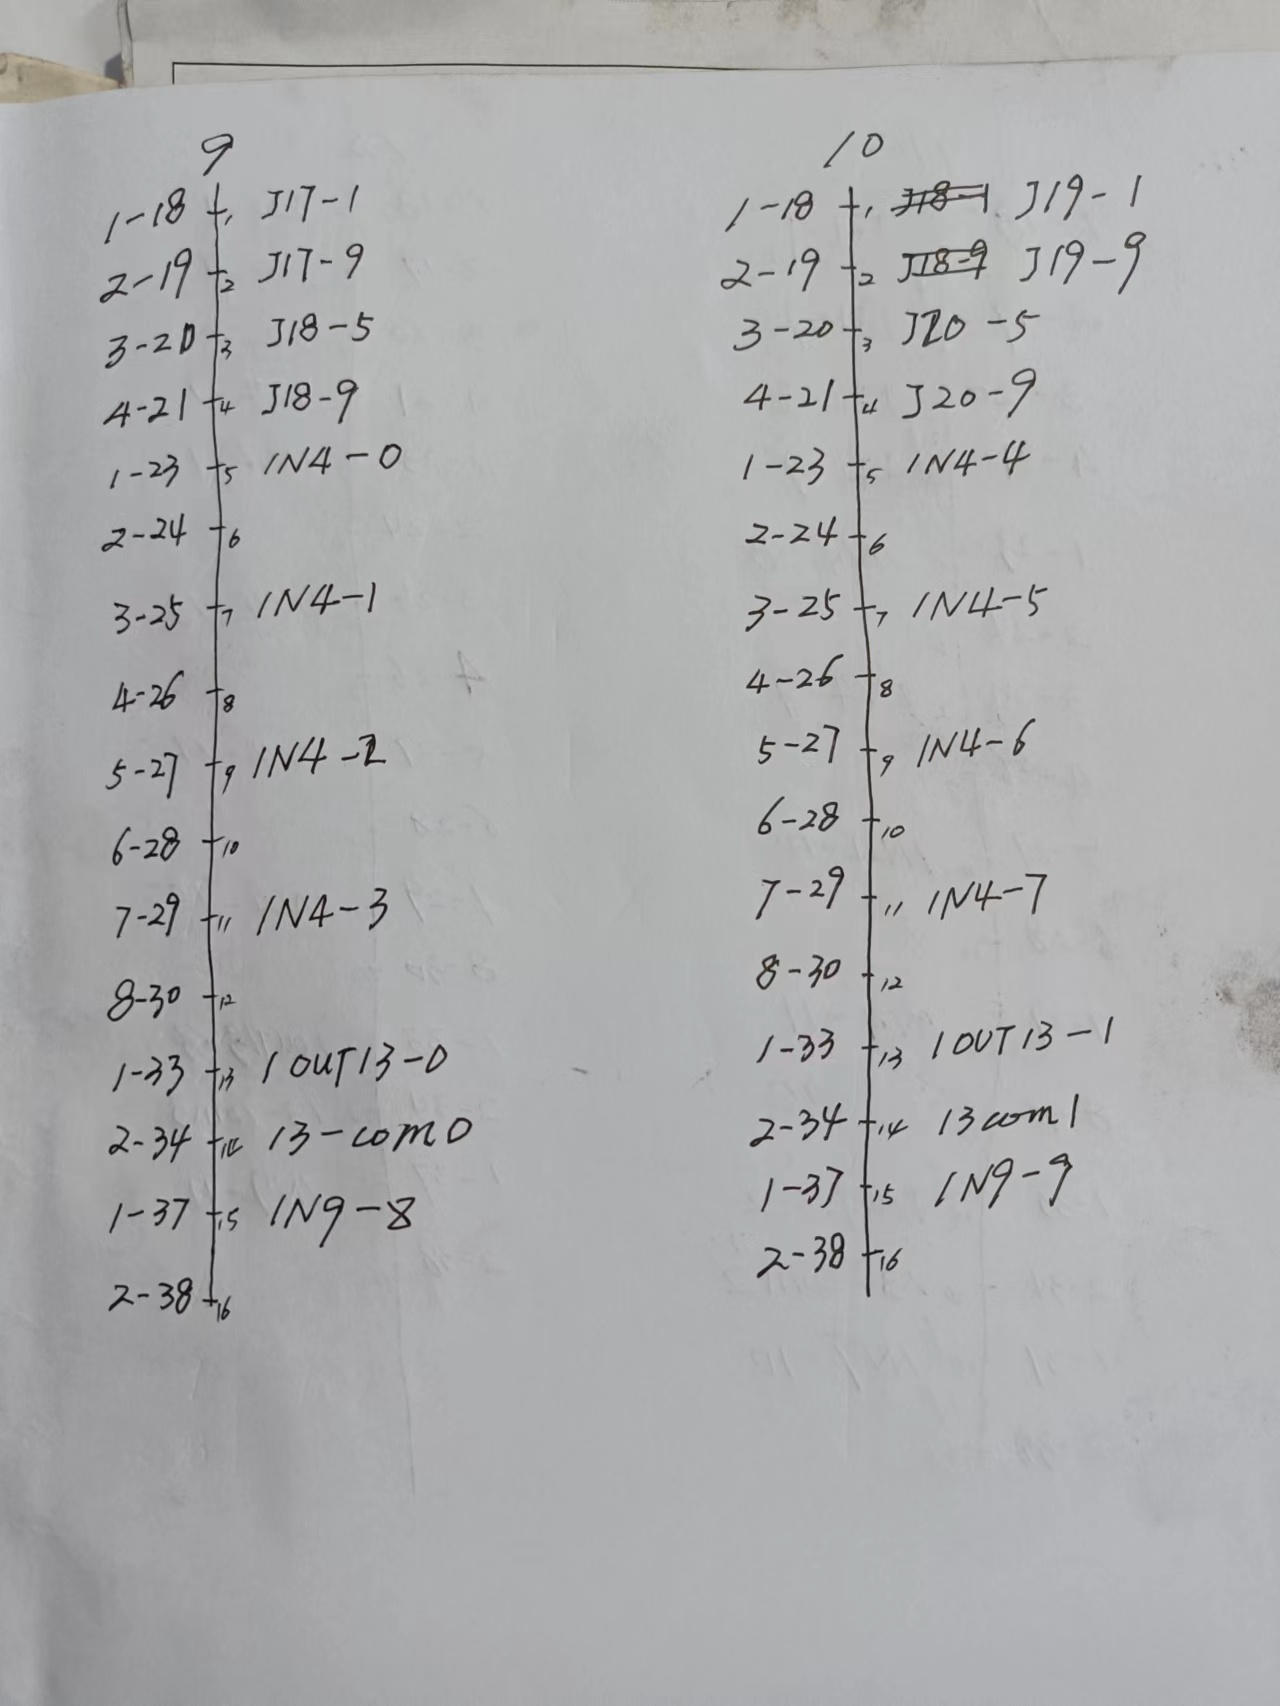 9
1-18 1 J17-1
2-19 2 J17-9
3-20 3 J18-5
4-21 4 J18-9
1-23 5 IN4-0
2-24 6
3-25 7 IN4-1
4-26 8
5-27 9 IN4-2
6-28 10
7-29 11 IN4-3
8-30 12
1-33 13 1OUT13-0
2-34 14 13-com0
1-37 15 IN9-8
2-38 16
10
1-18 1 J18-1 J19-1
2-19 2 J18-9 J19-9
3-20 3 J20-5
4-21 4 J20-9
1-23 5 IN4-4
2-24 6
3-25 7 IN4-5
4-26 8
5-27 9 IN4-6
6-28 10
7-29 11 IN4-7
8-30 12
1-33 13 1OUT13-1
2-34 14 13com1
1-37 15 IN9-9
2-38 16